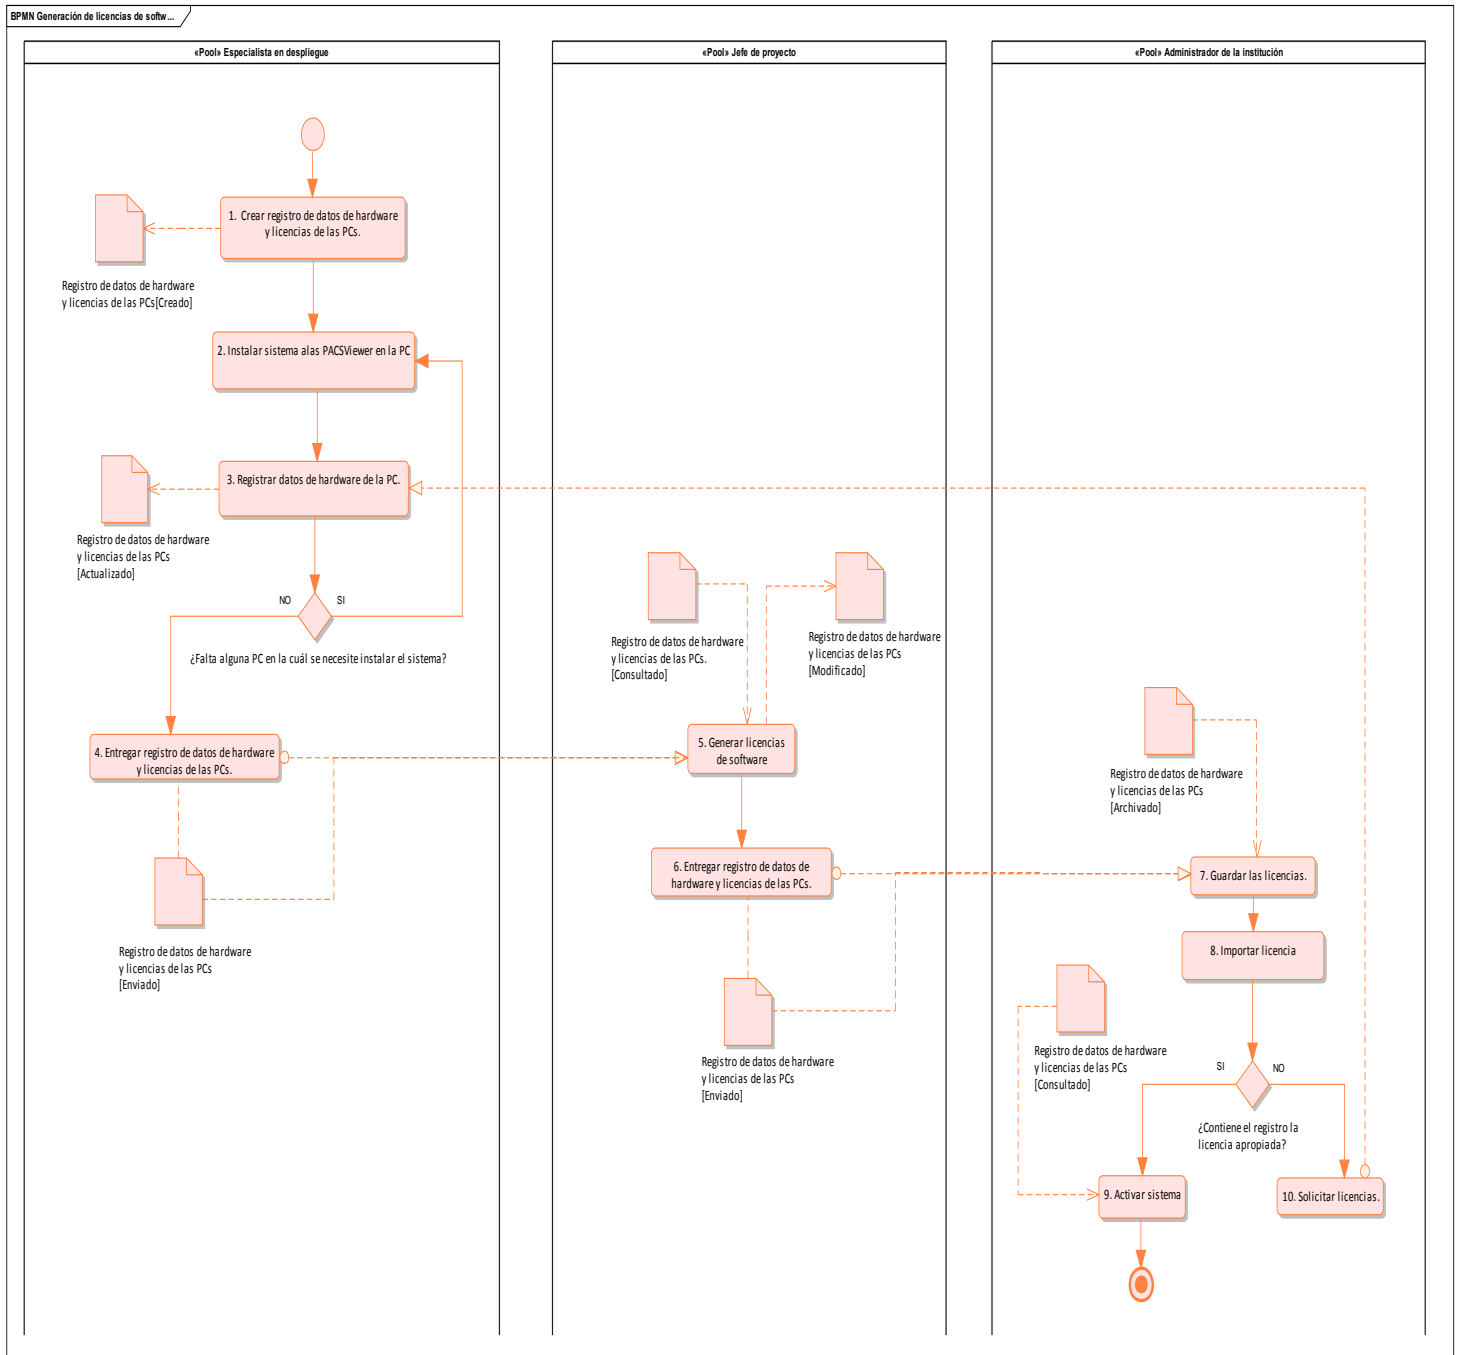 BPMN Generación de licencias de softw...
«Pool» Especialista en despliegue
«Pool» Jefe de proyecto
«Pool» Administrador de la institución
1. Crear registro de datos de hardware
y licencias de las PCs.
Registro de datos de hardware
y licencias de las PCs[Creado]
2. Instalar sistema alas PACSViewer en la PC
3. Registrar datos de hardware de la PC.
Registro de datos de hardware
y licencias de las PCs
[Actualizado]
NO
SI
¿Falta alguna PC en la cuál se necesite instalar el sistema?
4. Entregar registro de datos de hardware
y licencias de las PCs.
Registro de datos de hardware
y licencias de las PCs
[Enviado]
Registro de datos de hardware
y licencias de las PCs.
[Consultado]
Registro de datos de hardware
y licencias de las PCs
[Modificado]
5. Generar licencias
de software
6. Entregar registro de datos de
hardware y licencias de las PCs.
Registro de datos de hardware
y licencias de las PCs
[Enviado]
Registro de datos de hardware
y licencias de las PCs
[Archivado]
7. Guardar las licencias.
8. Importar licencia
Registro de datos de hardware
y licencias de las PCs
[Consultado]
SI
NO
¿Contiene el registro la
licencia apropiada?
9. Activar sistema
10. Solicitar licencias.